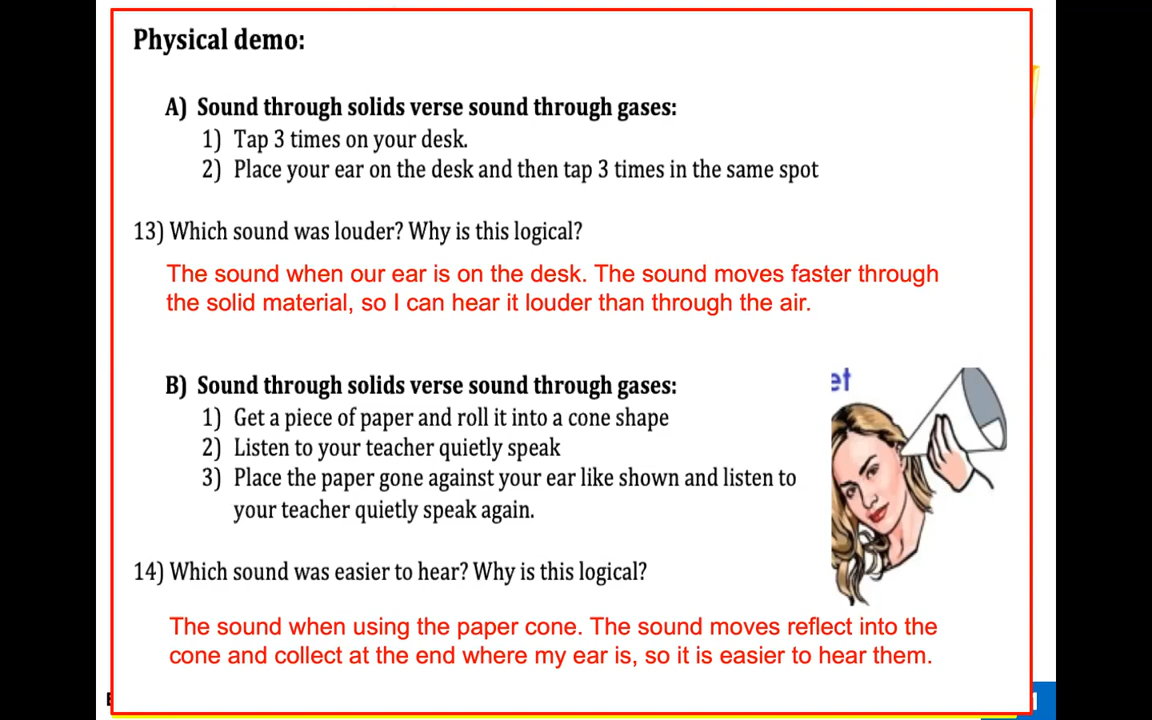 Physical demo:
A) Sound through solids verse sound through gases:
1) Tap 3 times on your desk.
2) Place your ear on the desk and then tap 3 times in the same spot
13) Which sound was louder? Why is this logical?
The sound when our ear is on the desk. The sound moves faster through
the solid material, so I can hear it louder than through the air.
B) Sound through solids verse sound through gases:
1) Get a piece of paper and roll it into a cone shape
2) Listen to your teacher quietly speak
3) Place the paper gone against your ear like shown and listen to
your teacher quietly speak again.
et
14) Which sound was easier to hear? Why is this logical?
The sound when using the paper cone. The sound moves reflect into the
cone and collect at the end where my ear is, so it is easier to hear them.